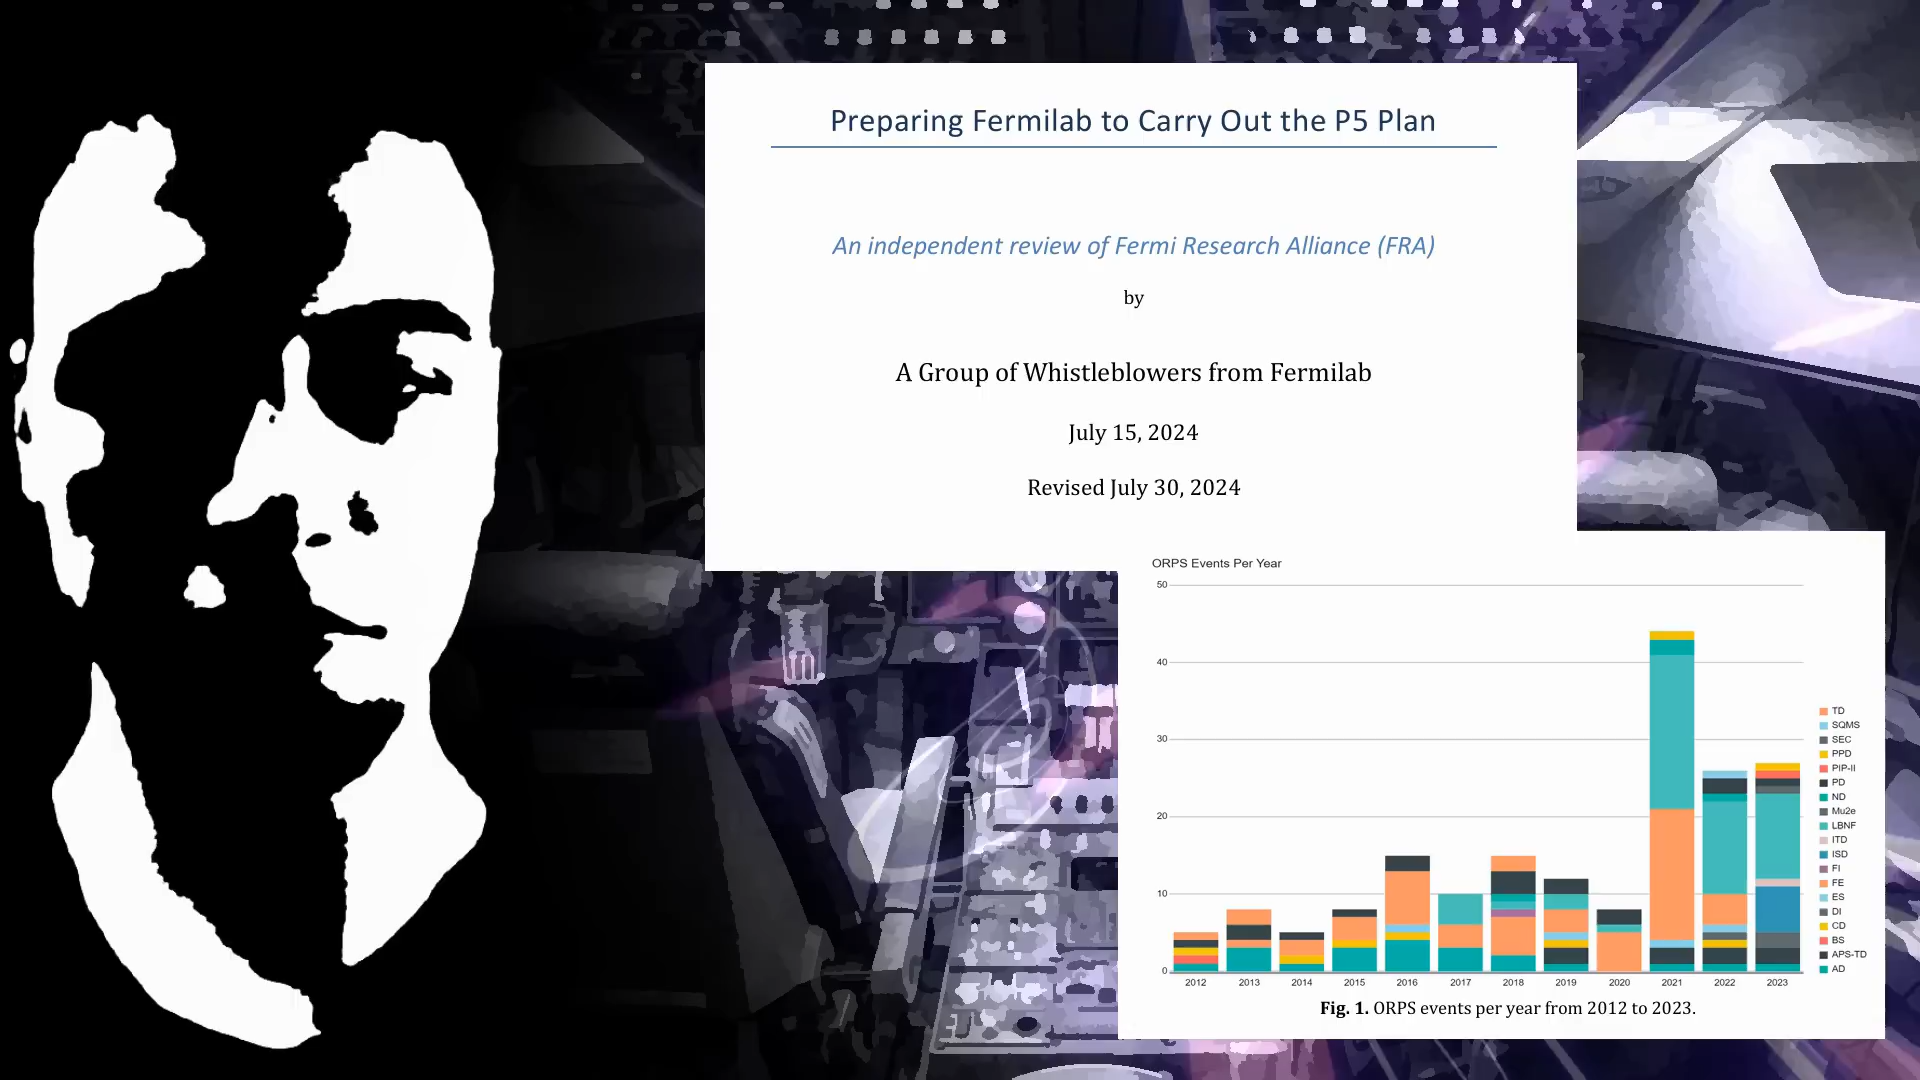 Preparing Fermilab to Carry Out the P5 Plan
An independent review of Fermi Research Alliance (FRA)
by
A Group of Whistleblowers from Fermilab
July 15, 2024
Revised July 30, 2024
ORPS Events Per Year
50
40
30
20
10
0
2012 2013 2014 2015 2016 2017 2018 2019 2020 2021 2022 2023
TD
SQMS
SEC
PPD
PIP-II
PD
ND
Mu2e
LBNF
ITD
ISD
FI
FE
ES
DI
CD
BS
APS-TD
AD
Fig. 1. ORPS events per year from 2012 to 2023.